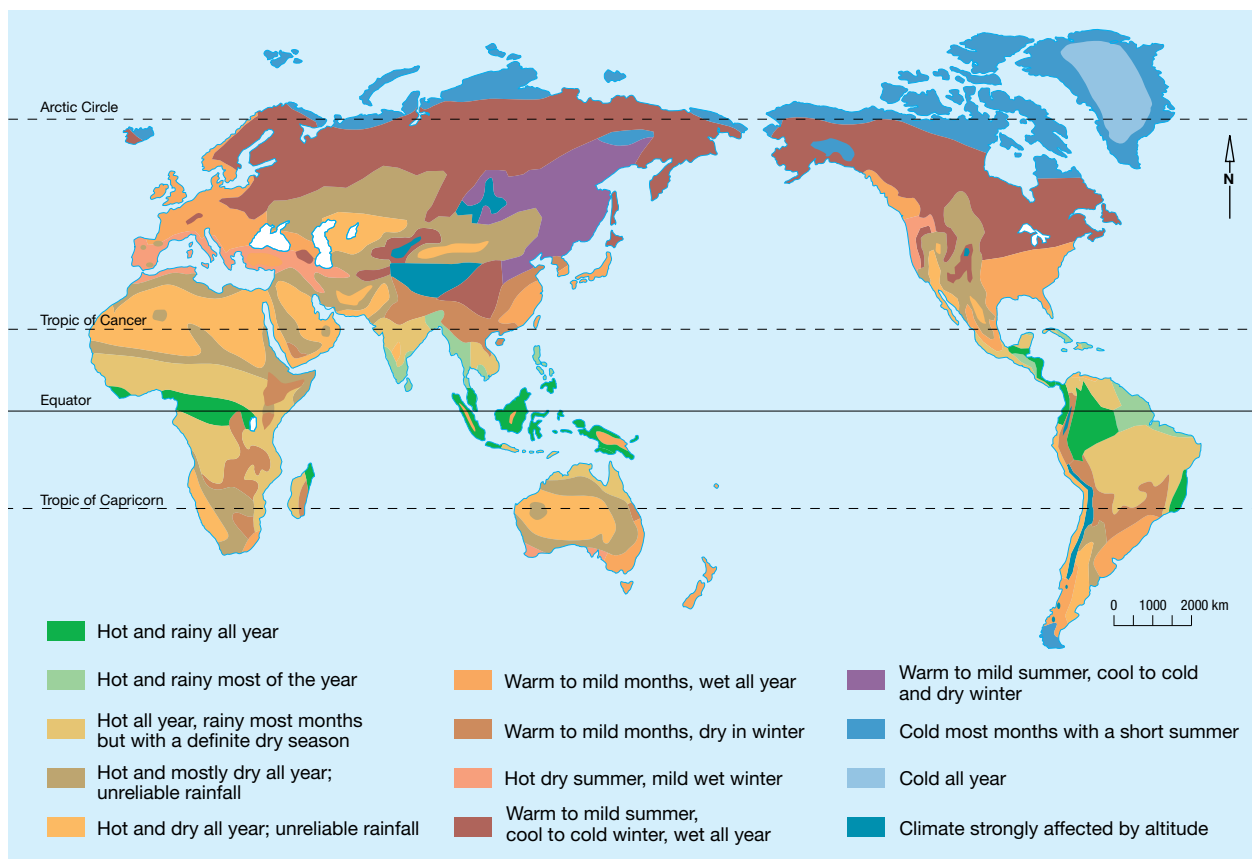 Arctic Circle
N
Tropic of Cancer
Equator
Tropic of Capricorn
0 1000 2000 km
Hot and rainy all year
Hot and rainy most of the year
Hot all year, rainy most months
but with a definite dry season
Hot and mostly dry all year;
unreliable rainfall
Hot and dry all year; unreliable rainfall
Warm to mild months, wet all year
Warm to mild months, dry in winter
Hot dry summer, mild wet winter
Warm to mild summer,
cool to cold winter, wet all year
Warm to mild summer, cool to cold
and dry winter
Cold most months with a short summer
Cold all year
Climate strongly affected by altitude